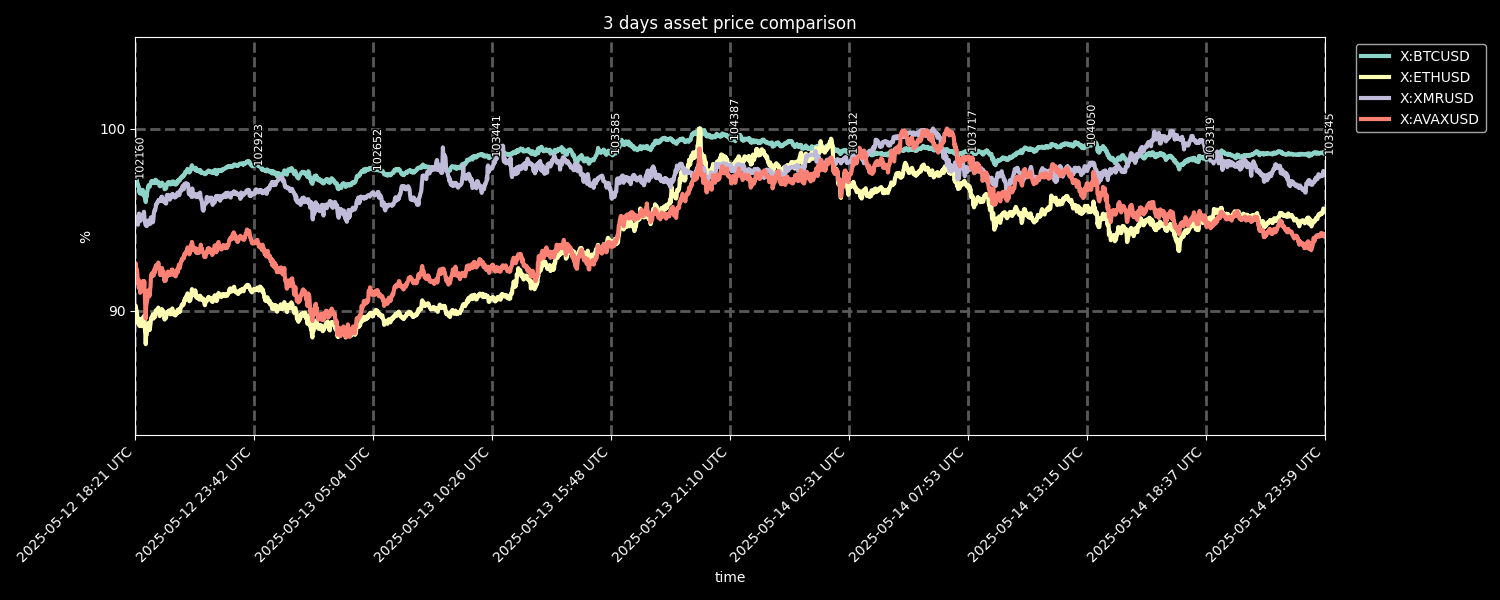 3 days asset price comparison
X:BTCUSD
X:ETHUSD
X:XMRUSD
X:AVAXUSD
100
90
%
102160
102923
102652
103441
103585
104387
103612
103717
104050
103319
103545
2025-05-12 18:21 UTC
2025-05-12 23:42 UTC
2025-05-13 05:04 UTC
2025-05-13 10:26 UTC
2025-05-13 15:48 UTC
2025-05-13 21:10 UTC
2025-05-14 02:31 UTC
2025-05-14 07:53 UTC
2025-05-14 13:15 UTC
2025-05-14 18:37 UTC
2025-05-14 23:59 UTC
time